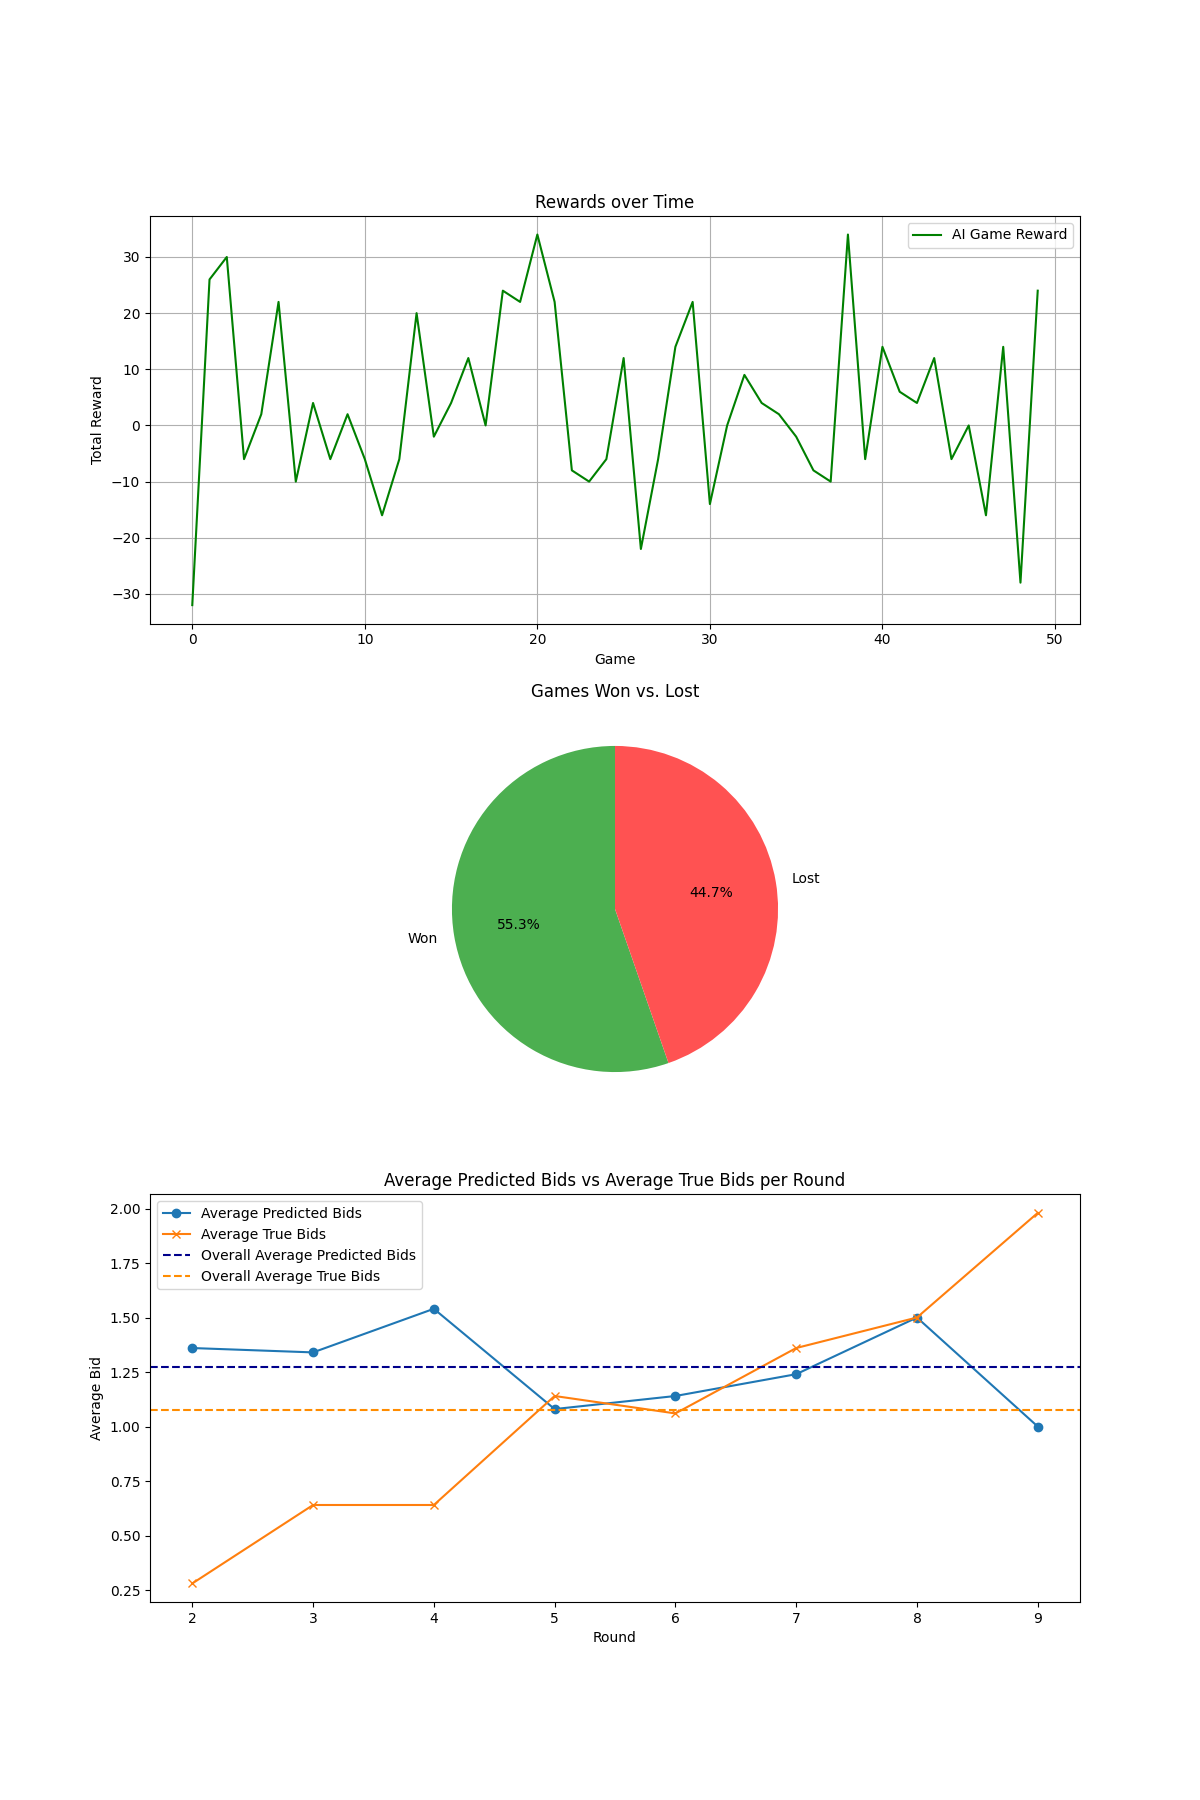 Rewards over Time
AI Game Reward
Total Reward
30
20
10
0
−10
−20
−30
0 10 20 30 40 50
Game
Games Won vs. Lost
Lost
44.7%
55.3%
Won
Average Predicted Bids vs Average True Bids per Round
Average Predicted Bids
Average True Bids
Overall Average Predicted Bids
Overall Average True Bids
Average Bid
2.00
1.75
1.50
1.25
1.00
0.75
0.50
0.25
2 3 4 5 6 7 8 9
Round